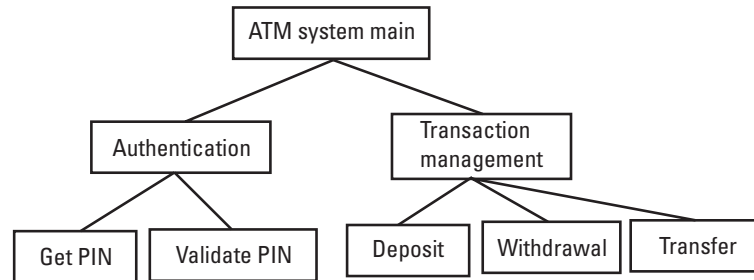 ATM system main
Authentication
Transaction
management
Get PIN
Validate PIN
Deposit
Withdrawal
Transfer